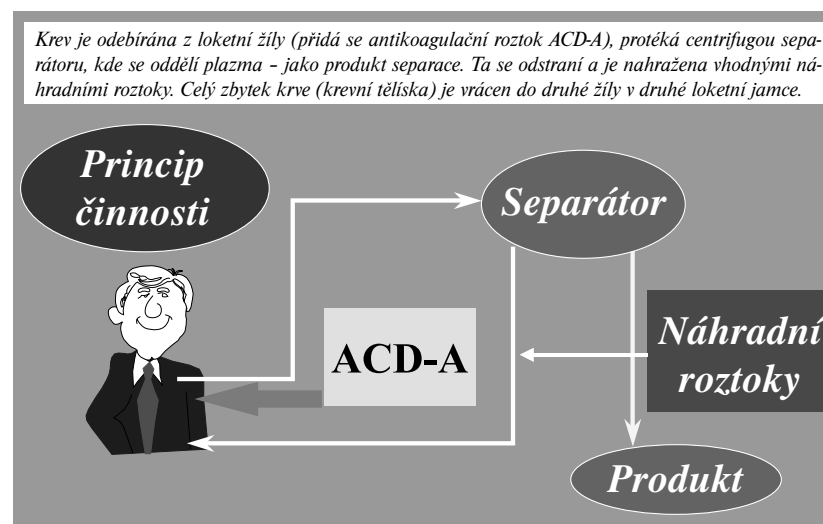 Krev je odebírána z loketní žíly (přidá se antikoagulační roztok ACD-A), protéká centrifugou sepa-
rátoru, kde se oddělí plazma – jako produkt separace. Ta se odstraní a je nahražena vhodnými ná-
hradními roztoky. Celý zbytek krve (krevní tělíska) je vrácen do druhé žíly v druhé loketní jamce.
Princip
činnosti
Separátor
ACD-A
Náhradní
roztoky
Produkt